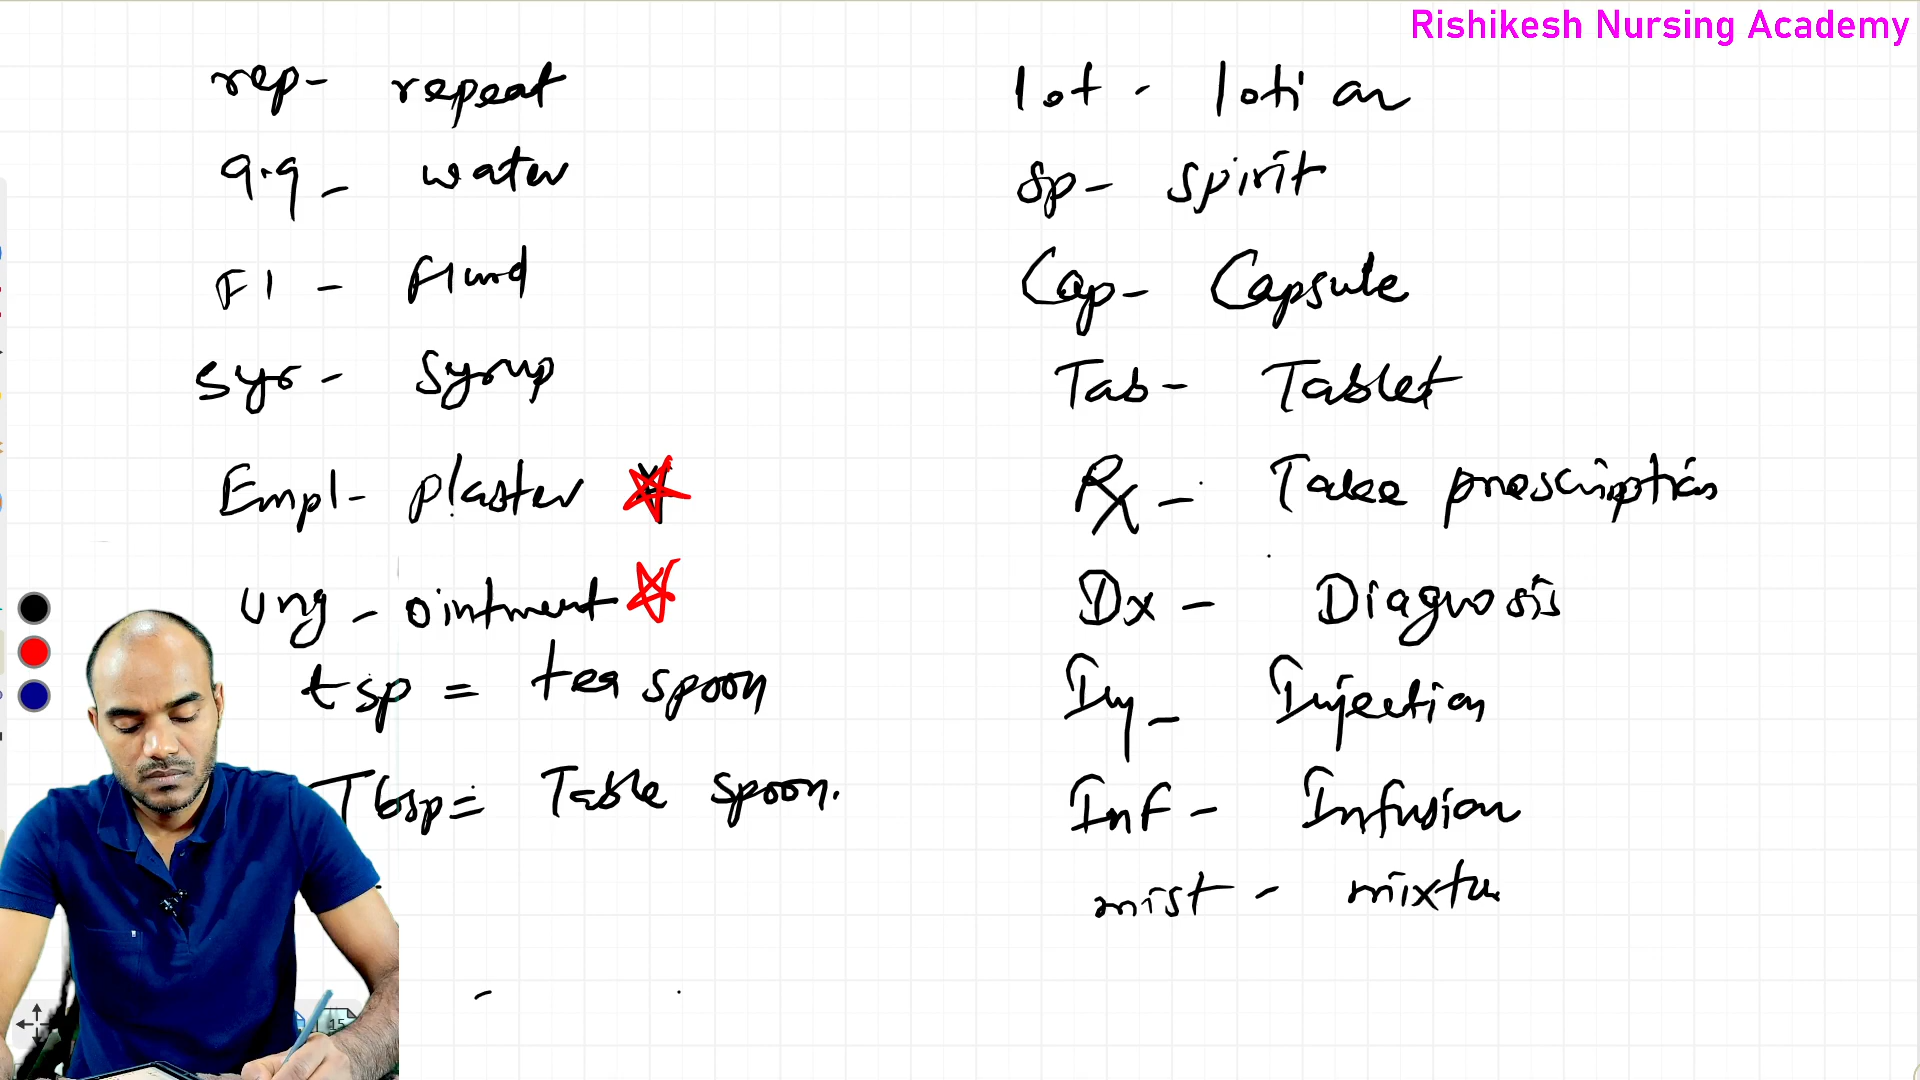 Rishikesh Nursing Academy
rep- repeat
q.q - water
Fl - Fluid
Syr - Syrup
Empl- plaster
Ung - ointment
tsp = tea spoon
Tbsp = Table spoon.
lot - lotion
Sp- spirit
Cap- Capsule
Tab- Tablet
Rx - Take prescription
Dx - Diagnosis
Inj - Injection
Inf - Infusion
mist - mixtu
15